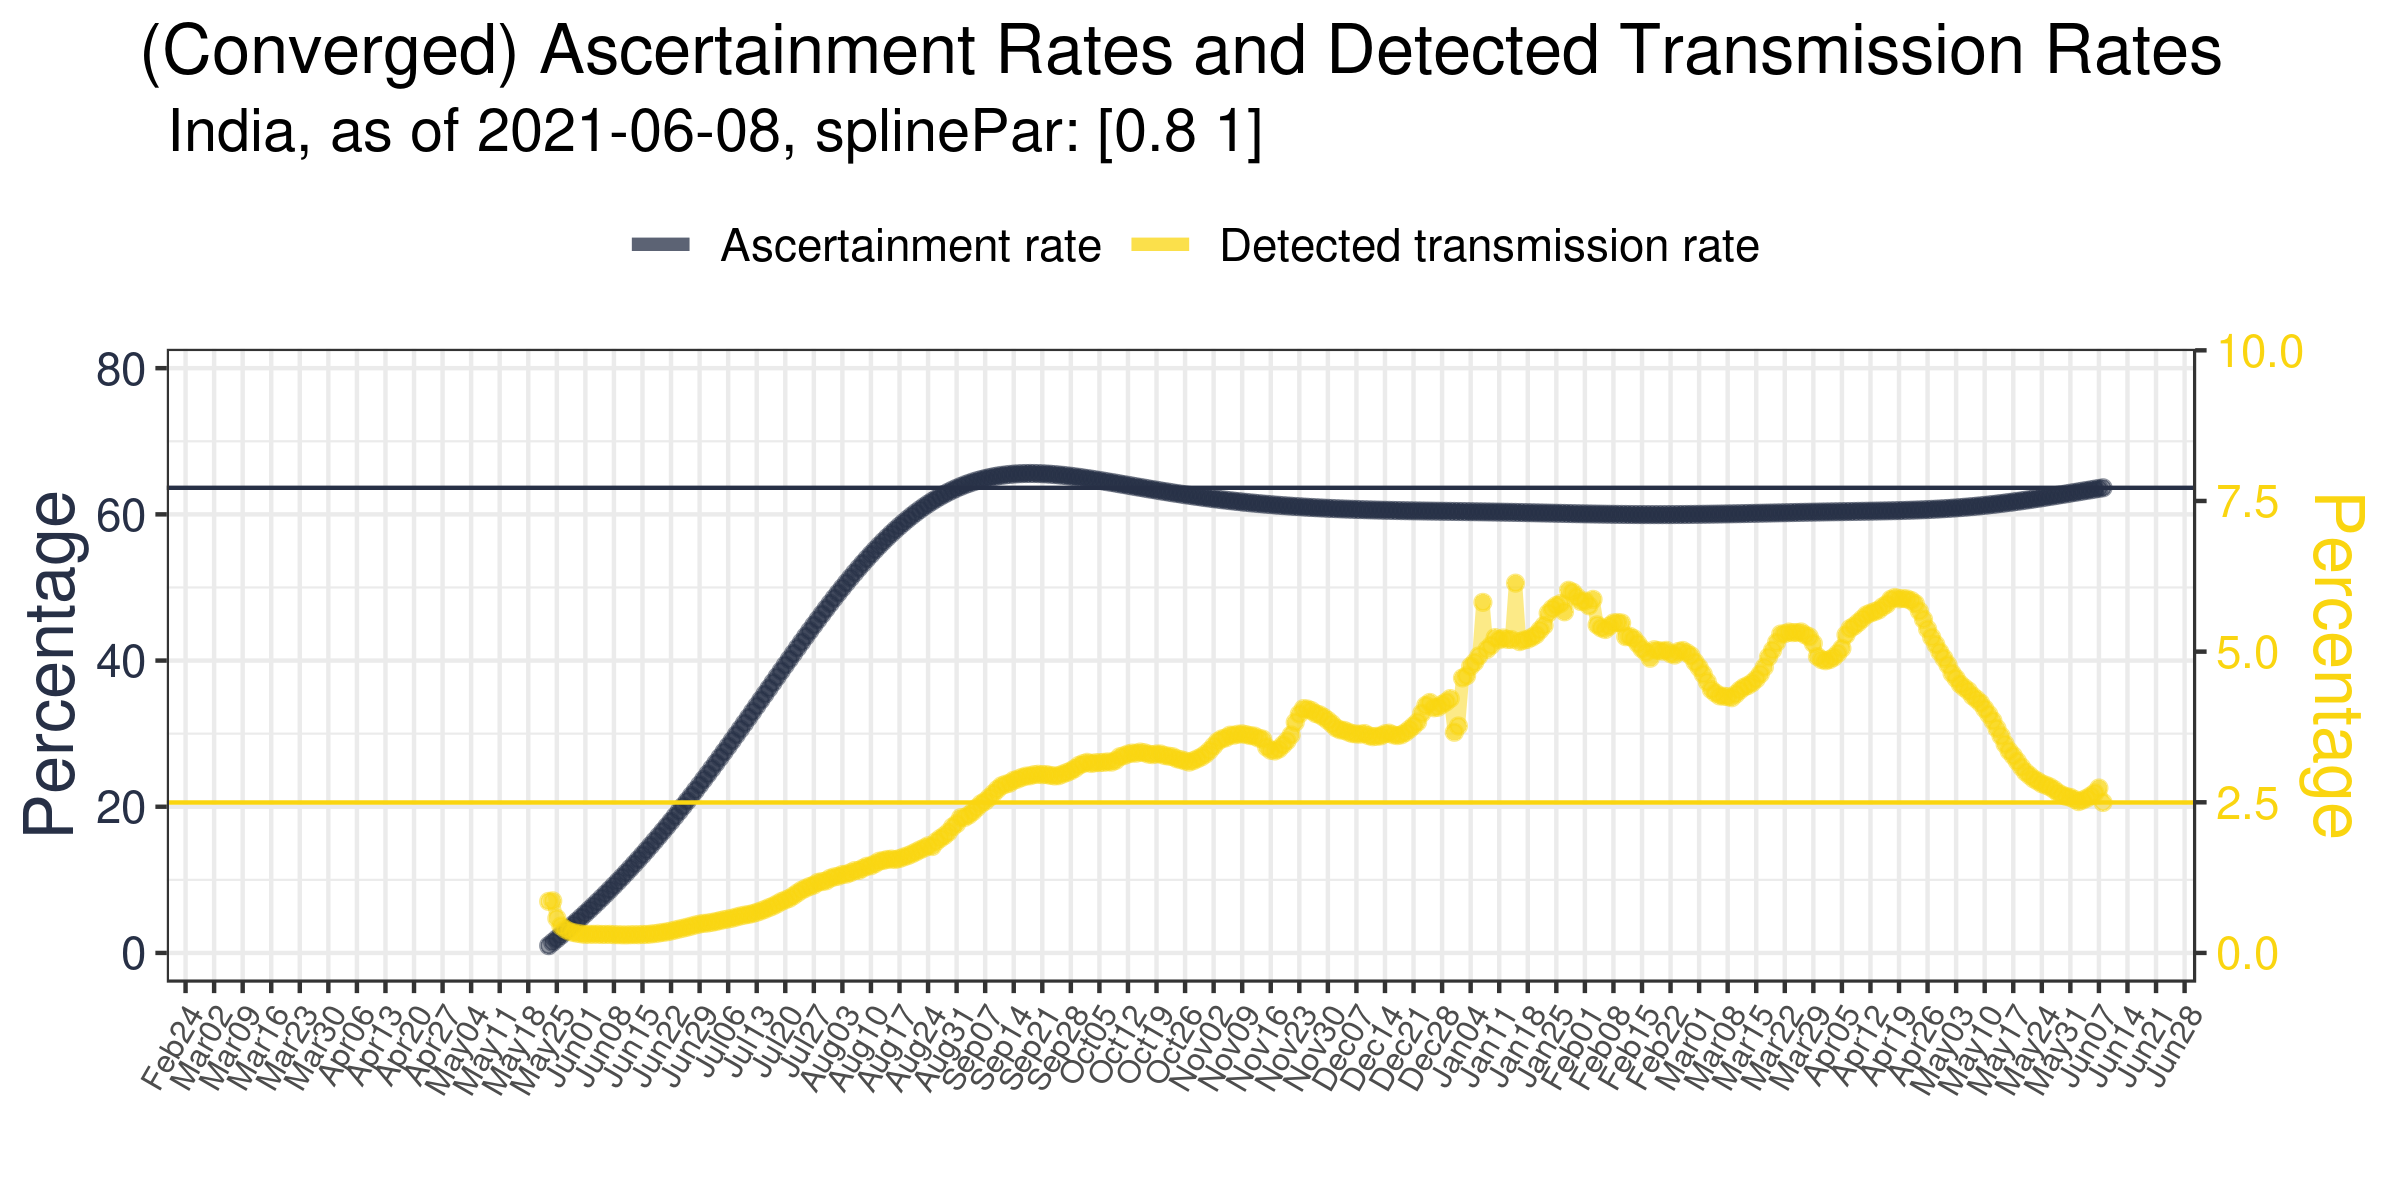 (Converged) Ascertainment Rates and Detected Transmission Rates
India, as of 2021-06-08, splinePar: [0.8 1]
Ascertainment rate
Detected transmission rate
Percentage
80
60
40
20
0
10.0
7.5
5.0
2.5
0.0
Percentage
Feb24
Mar02
Mar09
Mar16
Mar23
Mar30
Apr06
Apr13
Apr20
Apr27
May04
May11
May18
May25
Jun01
Jun08
Jun15
Jun22
Jun29
Jul06
Jul13
Jul20
Jul27
Aug03
Aug10
Aug17
Aug24
Aug31
Sep07
Sep14
Sep21
Sep28
Oct05
Oct12
Oct19
Oct26
Nov02
Nov09
Nov16
Nov23
Nov30
Dec07
Dec14
Dec21
Dec28
Jan04
Jan11
Jan18
Jan25
Feb01
Feb08
Feb15
Feb22
Mar01
Mar08
Mar15
Mar22
Mar29
Apr05
Apr12
Apr19
Apr26
May03
May10
May17
May24
May31
Jun07
Jun14
Jun21
Jun28